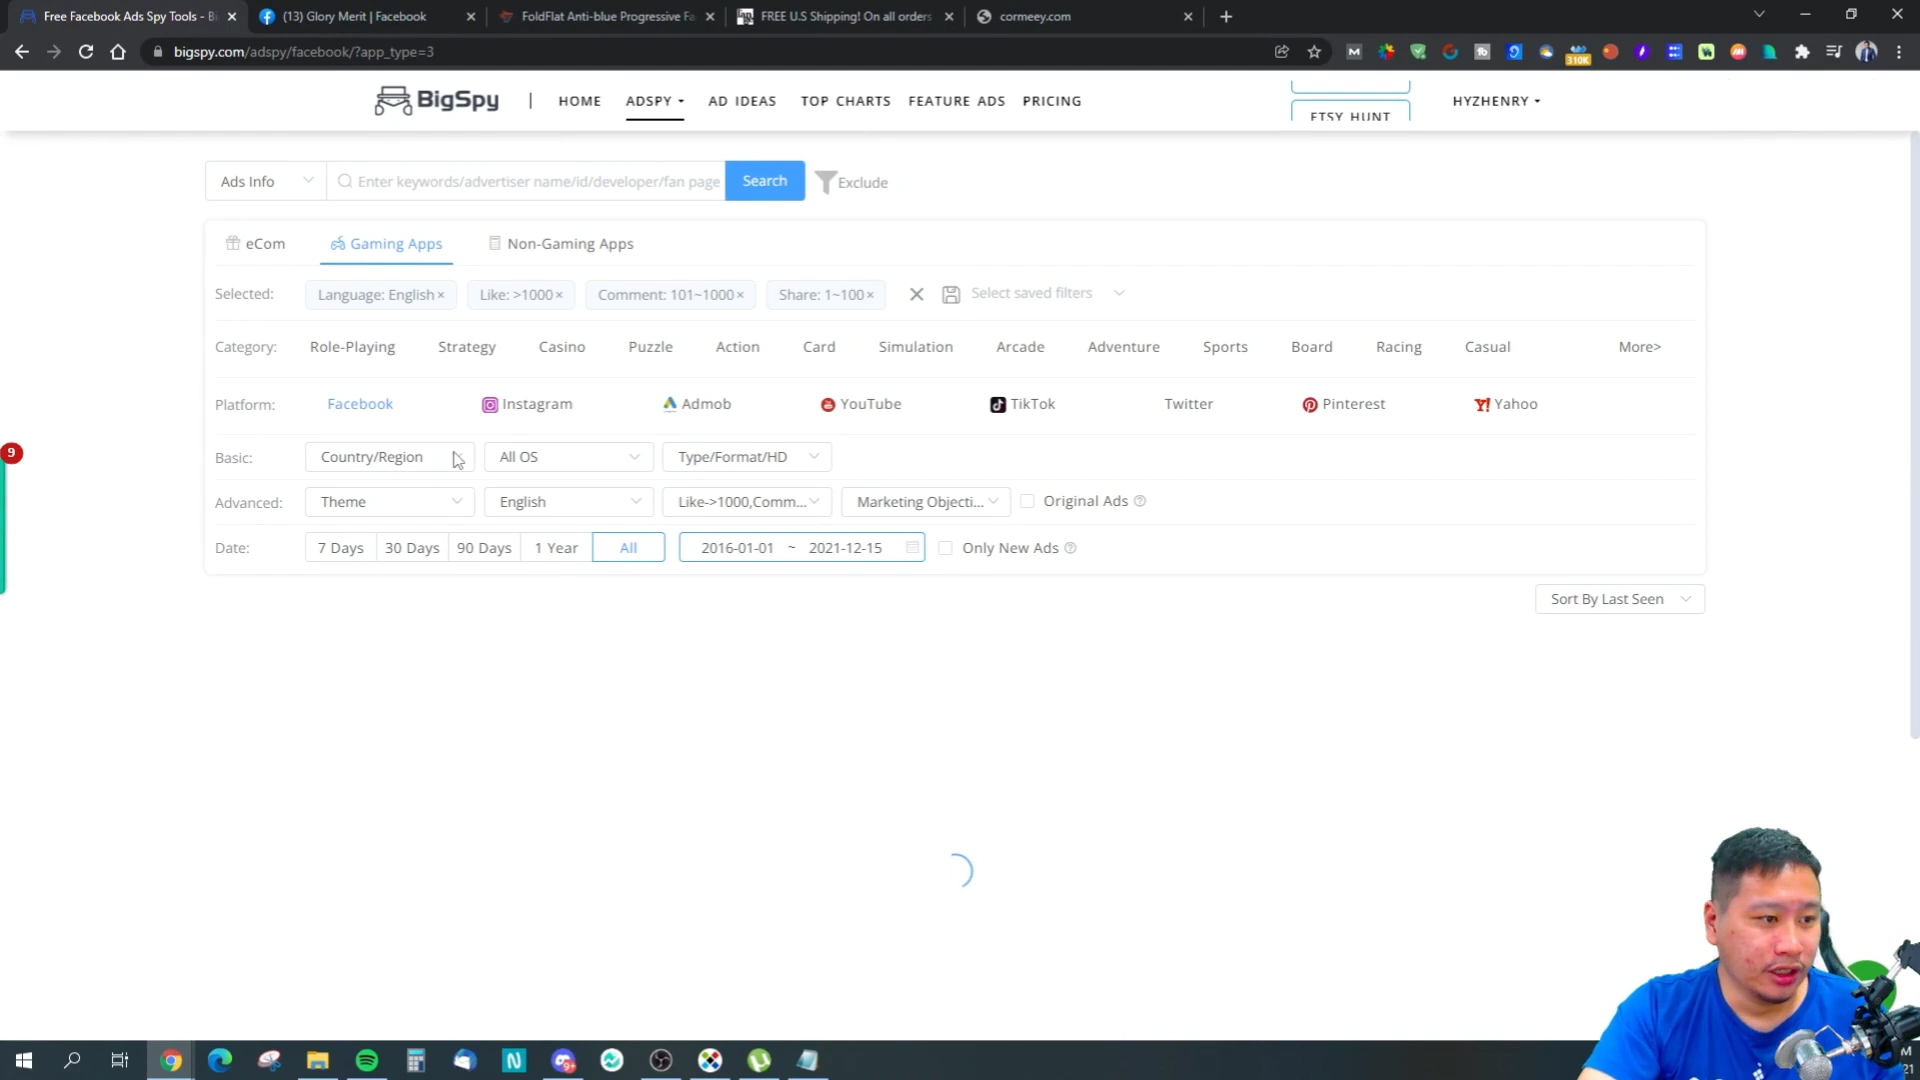 Free Facebook Ads Spy Tools - Bi
(13) Glory Merit | Facebook
FoldFlat Anti-blue Progressive Fa
FREE U.S Shipping! On all orders
cormeey.com
bigspy.com/adspy/facebook/?app_type=3
310K
BigSpy
HOME
ADSPY
AD IDEAS
TOP CHARTS
FEATURE ADS
PRICING
ETSY HUNT
HYZHENRY
Ads Info
Enter keywords/advertiser name/id/developer/fan page
Search
Exclude
eCom
Gaming Apps
Non-Gaming Apps
Selected:
Language: English×
Like: >1000×
Comment: 101~1000×
Share: 1~100×
Select saved filters
Category:
Role-Playing
Strategy
Casino
Puzzle
Action
Card
Simulation
Arcade
Adventure
Sports
Board
Racing
Casual
More>
Platform:
Facebook
Instagram
Admob
YouTube
TikTok
Twitter
Pinterest
Yahoo
9
Basic:
Country/Region
All OS
Type/Format/HD
Advanced:
Theme
English
Like->1000,Comm...
Marketing Objecti...
Original Ads
Date:
7 Days
30 Days
90 Days
1 Year
All
2016-01-01 ~ 2021-12-15
Only New Ads
Sort By Last Seen